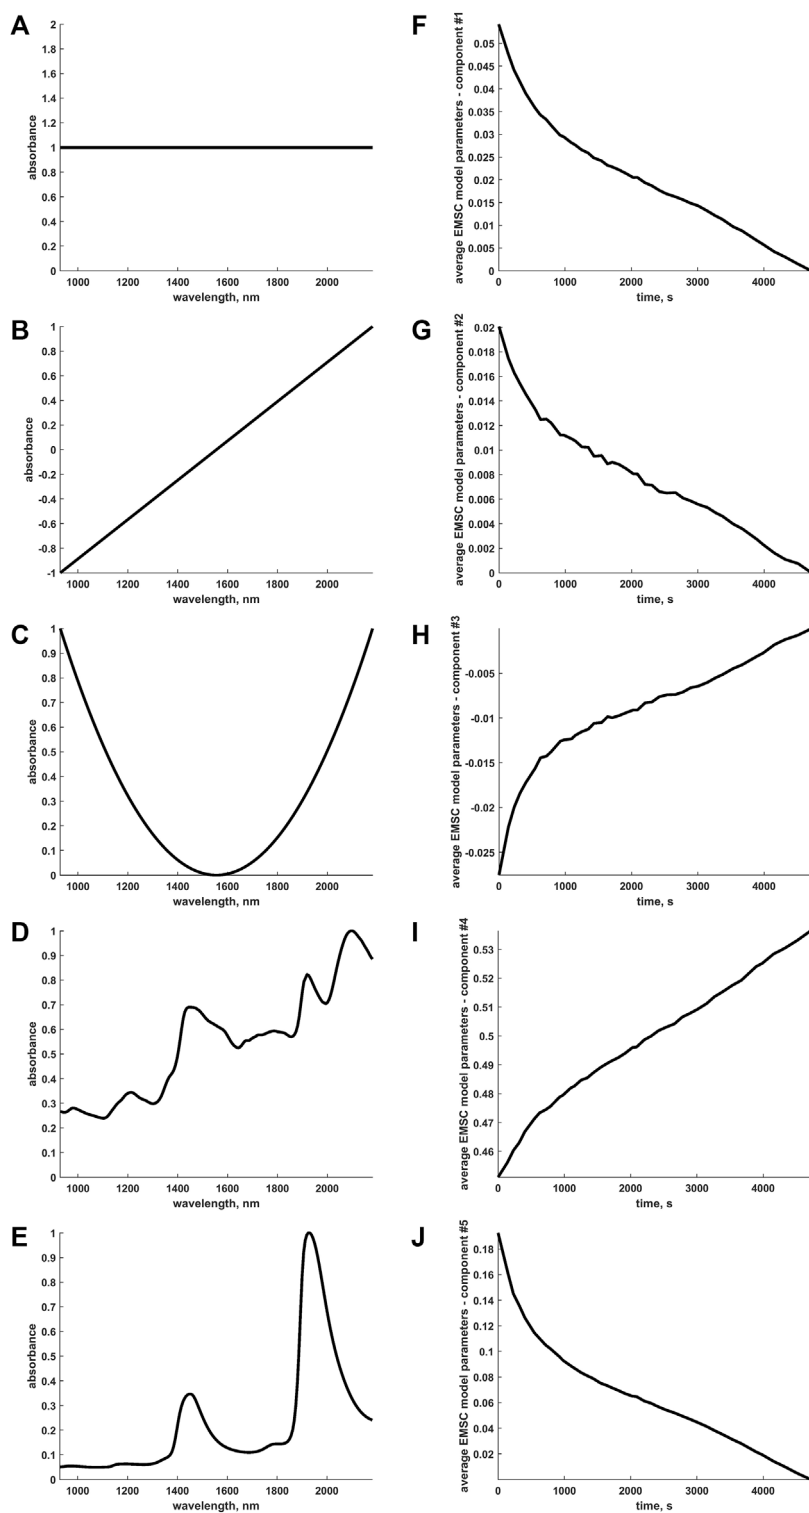 A
absorbance
2
1.8
1.6
1.4
1.2
1
0.8
0.6
0.4
0.2
0
1000 1200 1400 1600 1800 2000
wavelength, nm
F
average EMSC model parameters - component #1
0.05
0.045
0.04
0.035
0.03
0.025
0.02
0.015
0.01
0.005
0
0 1000 2000 3000 4000
time, s
B
absorbance
1
0.8
0.6
0.4
0.2
0
-0.2
-0.4
-0.6
-0.8
-1
1000 1200 1400 1600 1800 2000
wavelength, nm
G
average EMSC model parameters - component #2
0.02
0.018
0.016
0.014
0.012
0.01
0.008
0.006
0.004
0.002
0
0 1000 2000 3000 4000
time, s
C
absorbance
1
0.9
0.8
0.7
0.6
0.5
0.4
0.3
0.2
0.1
0
1000 1200 1400 1600 1800 2000
wavelength, nm
H
average EMSC model parameters - component #3
-0.005
-0.01
-0.015
-0.02
-0.025
0 1000 2000 3000 4000
time, s
D
absorbance
1
0.9
0.8
0.7
0.6
0.5
0.4
0.3
0.2
0.1
0
1000 1200 1400 1600 1800 2000
wavelength, nm
I
average EMSC model parameters - component #4
0.53
0.52
0.51
0.5
0.49
0.48
0.47
0.46
0 1000 2000 3000 4000
time, s
E
absorbance
1
0.9
0.8
0.7
0.6
0.5
0.4
0.3
0.2
0.1
0
1000 1200 1400 1600 1800 2000
wavelength, nm
J
average EMSC model parameters - component #5
0.18
0.16
0.14
0.12
0.1
0.08
0.06
0.04
0.02
0 1000 2000 3000 4000
time, s